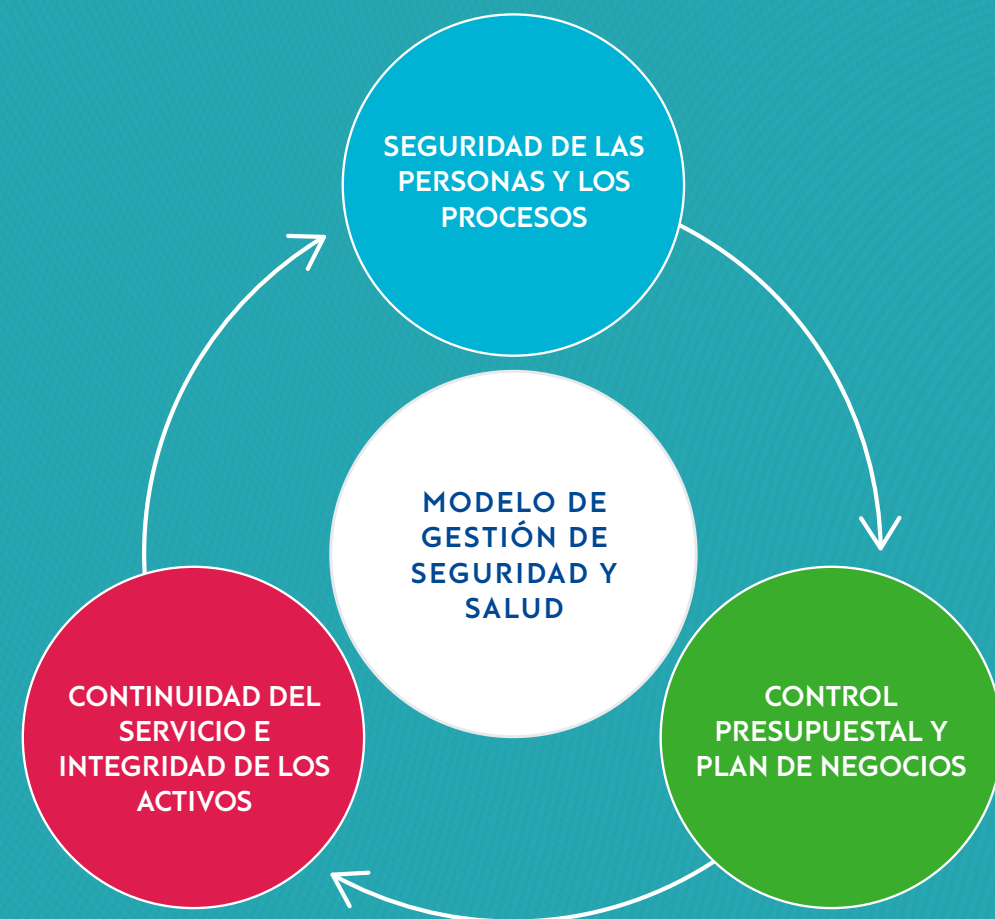 SEGURIDAD DE LAS
PERSONAS Y LOS
PROCESOS
MODELO DE
GESTIÓN DE
SEGURIDAD Y
SALUD
CONTINUIDAD DEL
SERVICIO E
INTEGRIDAD DE LOS
ACTIVOS
CONTROL
PRESUPUESTAL Y
PLAN DE NEGOCIOS